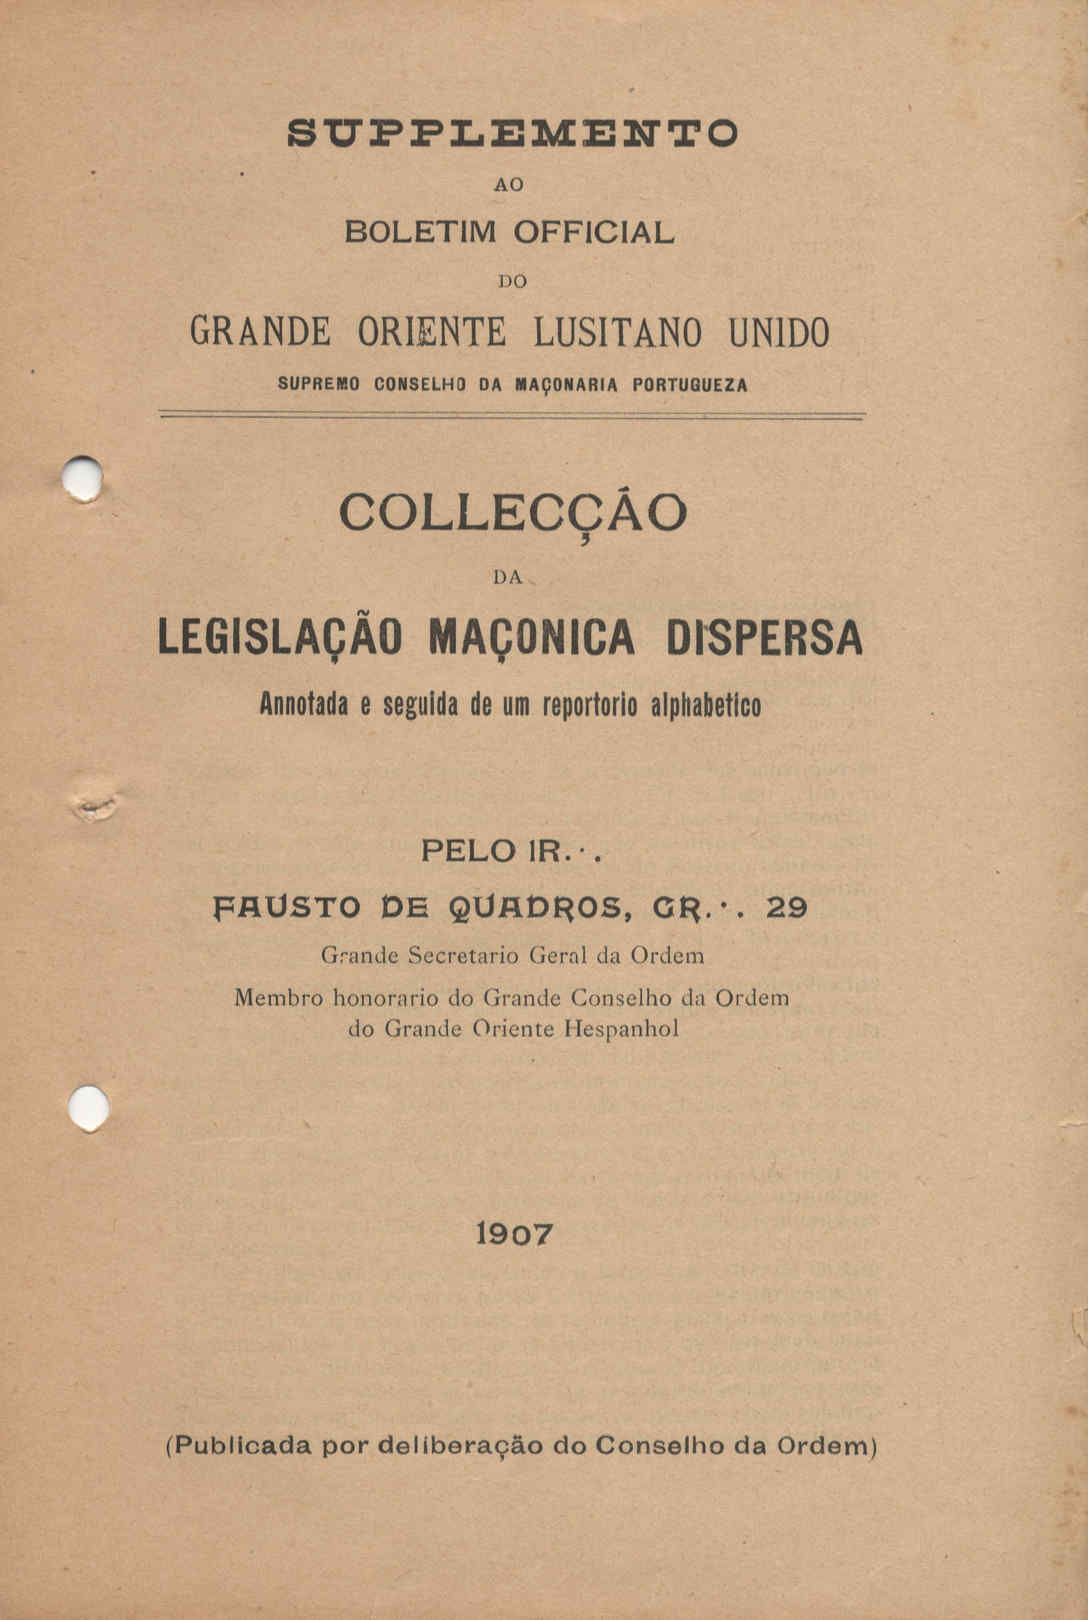 SUPPLEMENTO
AO
BOLETIM OFFICIAL
DO
GRANDE ORIENTE LUSITANO UNIDO
SUPREMO CONSELHO DA MAÇONARIA PORTUGUEZA
COLLECÇÃO
DA
LEGISLAÇÃO MAÇONICA DISPERSA
Annotada e seguida de um reportorio alphabetico
PELO IR.·.
FAUSTO DE QUADROS, GR.·. 29
Grande Secretario Geral da Ordem
Membro honorario do Grande Conselho da Ordem
do Grande Oriente Hespanhol
1907
(Publicada por deliberação do Conselho da Ordem)